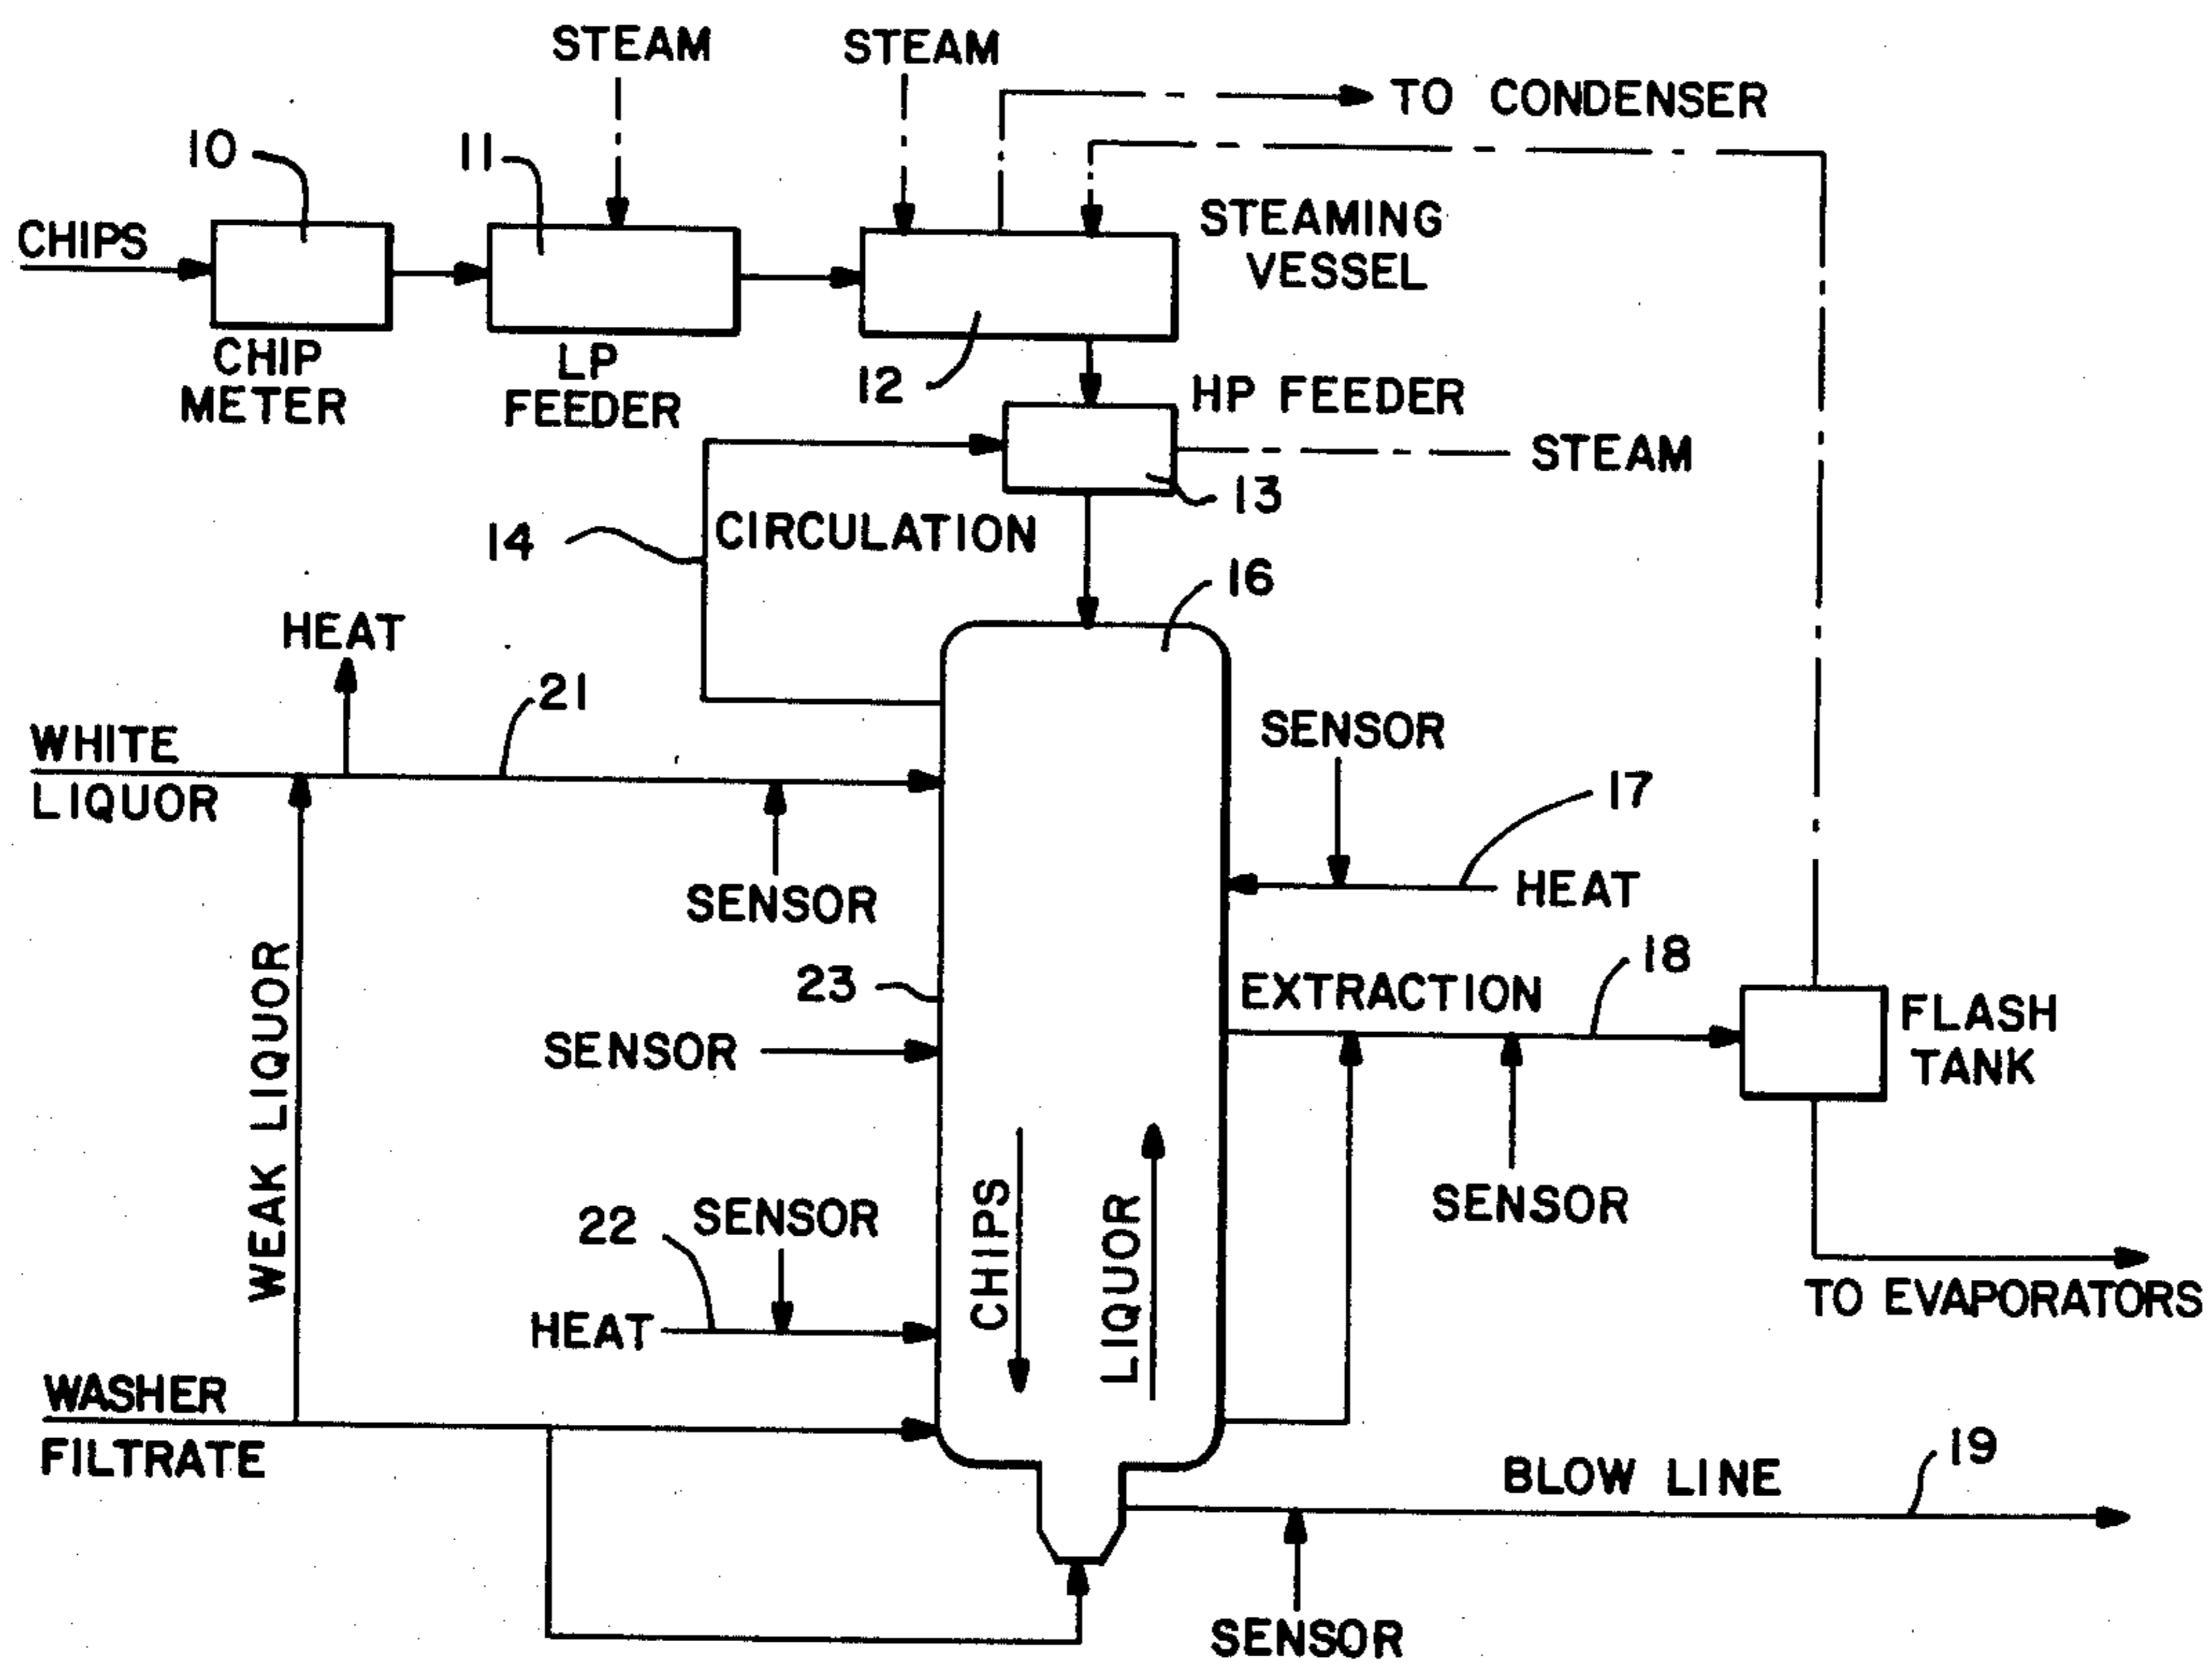 STEAM
STEAM
TO CONDENSER
10
11
CHIPS
STEAMING
VESSEL
CHIP
METER
LP
FEEDER
12
HP FEEDER
STEAM
13
14
CIRCULATION
16
HEAT
21
WHITE
LIQUOR
SENSOR
17
SENSOR
HEAT
WEAK LIQUOR
23
EXTRACTION
18
FLASH
TANK
SENSOR
SENSOR
22
SENSOR
HEAT
CHIPS
LIQUOR
TO EVAPORATORS
WASHER
FILTRATE
BLOW LINE
19
SENSOR